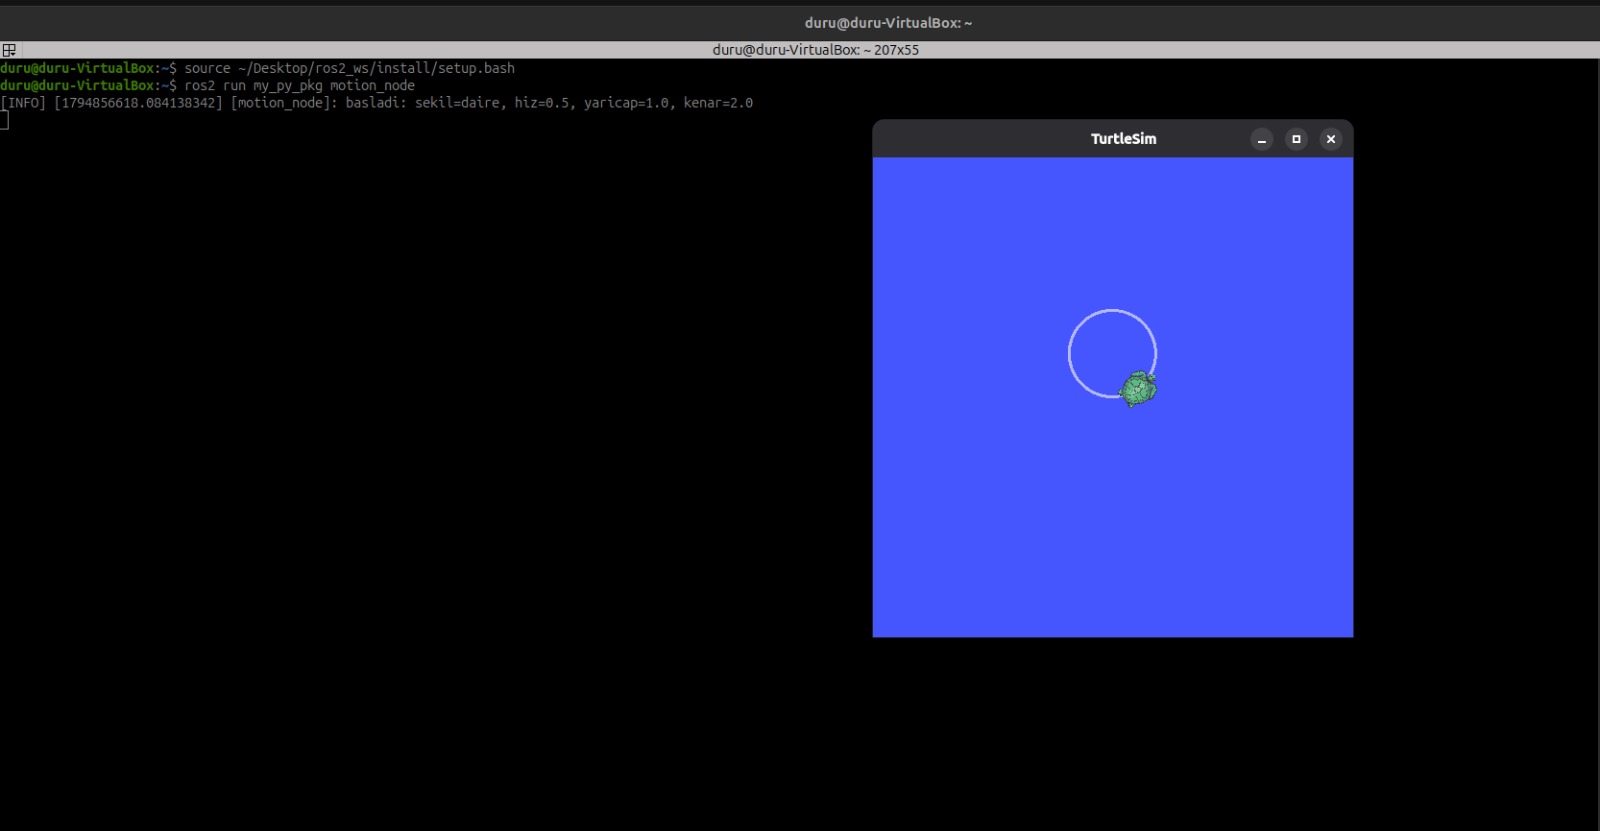 duru@duru-VirtualBox: ~
duru@duru-VirtualBox: ~ 207x55
duru@duru-VirtualBox:~$ source ~/Desktop/ros2_ws/install/setup.bash
duru@duru-VirtualBox:~$ ros2 run my_py_pkg motion_node
[INFO] [1794856618.084138342] [motion_node]: basladi: sekil=daire, hiz=0.5, yaricap=1.0, kenar=2.0
TurtleSim